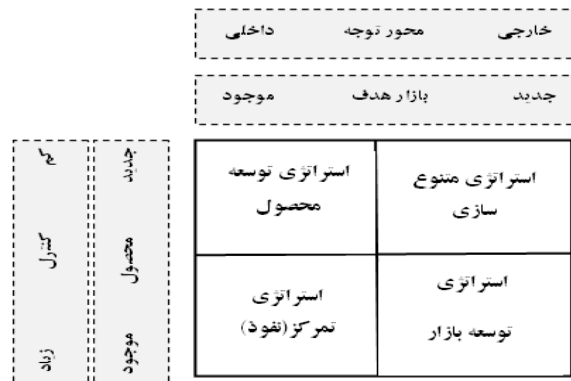 خارجی محور توجه داخلی
جدید بازار هدف موجود
کم کنترل زیاد
جدید محصول موجود
استراتژی متنوع
سازی
استراتژی توسعه
محصول
استراتژی
توسعه بازار
استراتژی
تمرکز(نفوذ)